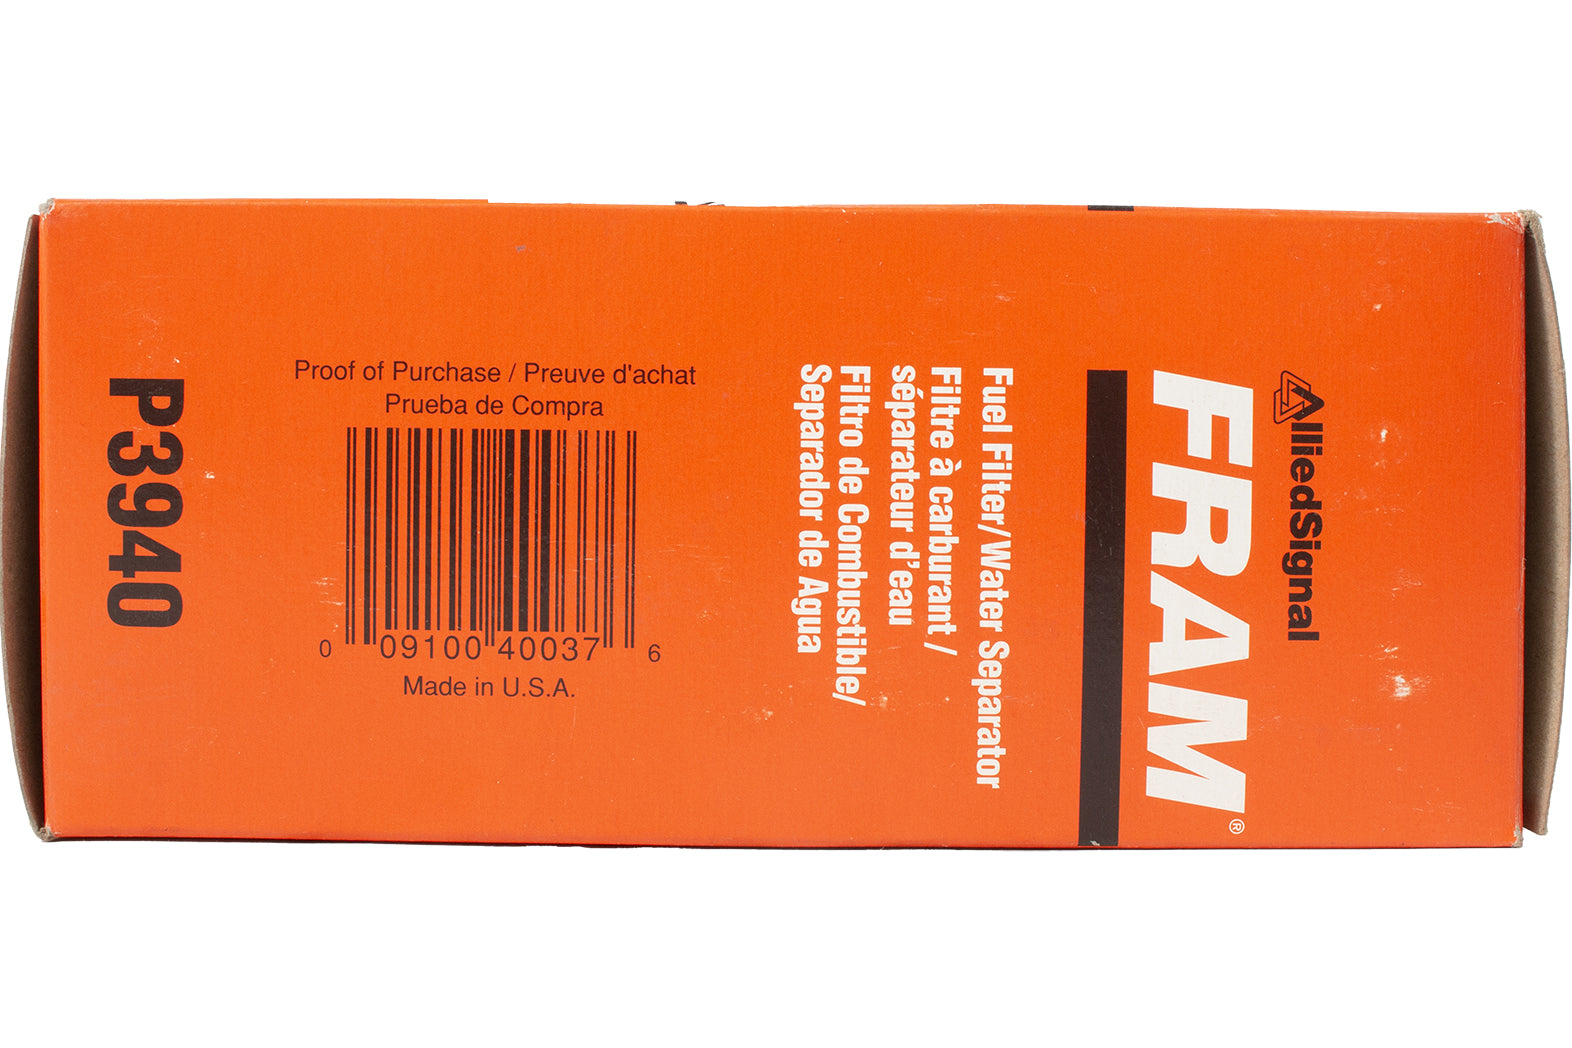 AlliedSignal
FRAM®
Fuel Filter/Water Separator
Filtre à carburant /
séparateur d'eau
Filtro de Combustible/
Separador de Agua
Proof of Purchase / Preuve d'achat
Prueba de Compra
0 09100 40037 6
Made in U.S.A.
P3940